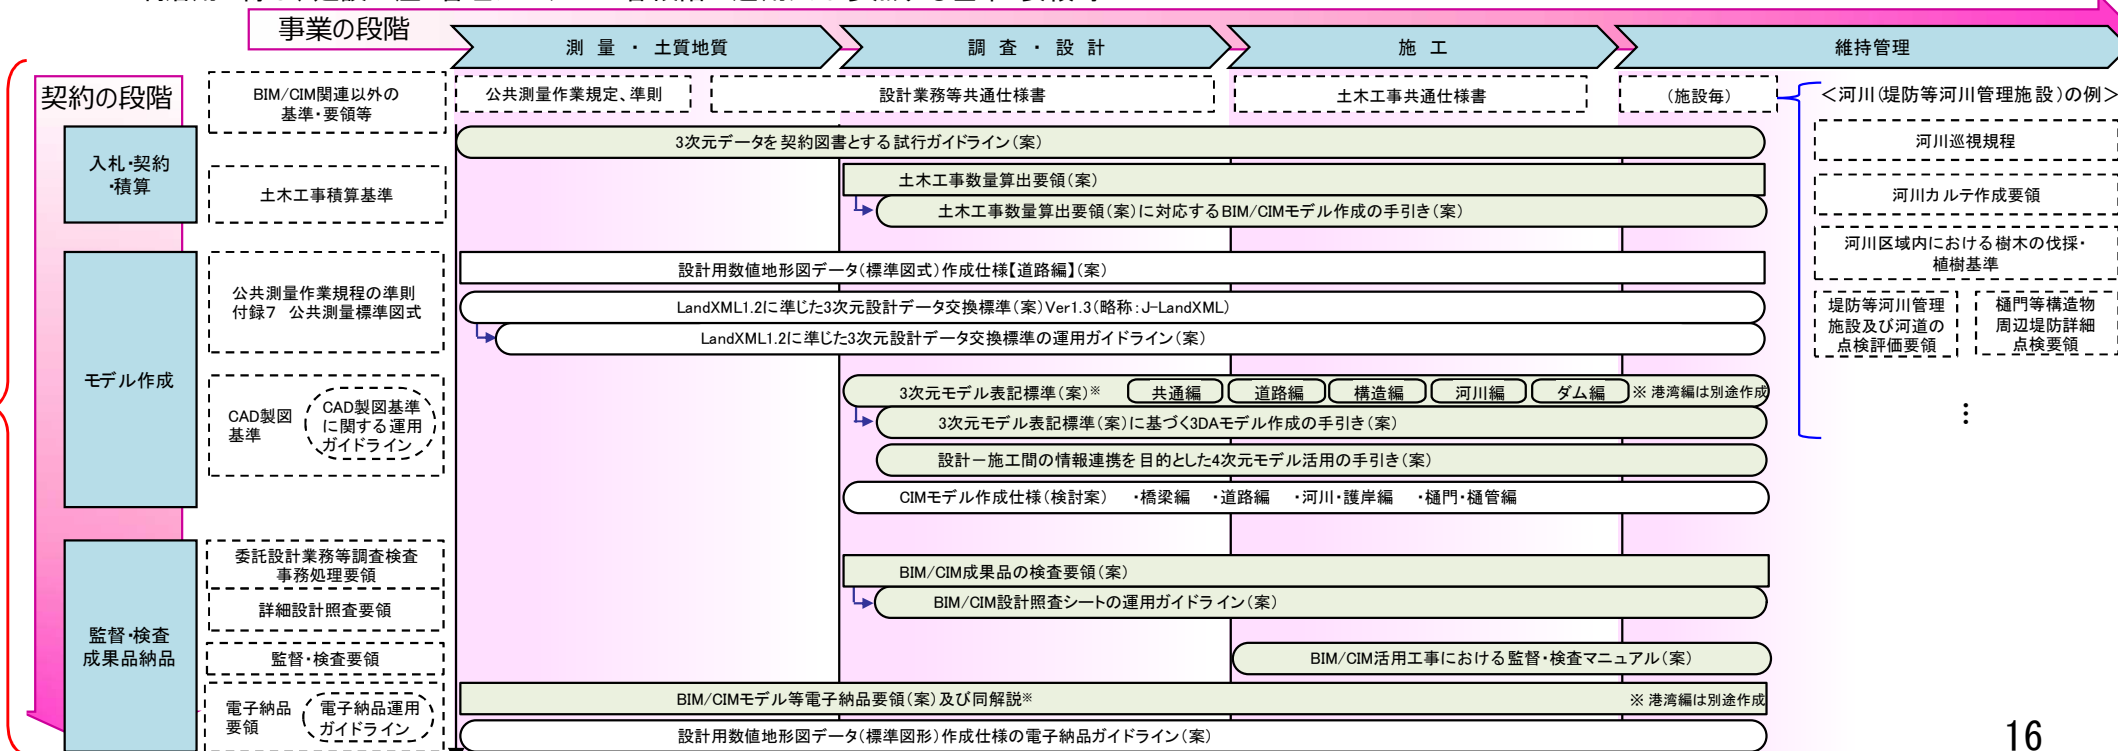 事業の段階
測 量 ・ 土質地質
調 査 ・ 設 計
施 工
維持管理
契約の段階
BIM/CIM関連以外の
基準・要領等
公共測量作業規定、準則
設計業務等共通仕様書
土木工事共通仕様書
(施設毎)
<河川(堤防等河川管理施設)の例>
入札・契約
・積算
土木工事積算基準
3次元データを契約図書とする試行ガイドライン(案)
土木工事数量算出要領(案)
土木工事数量算出要領(案)に対応するBIM/CIMモデル作成の手引き(案)
河川巡視規程
河川カルテ作成要領
河川区域内における樹木の伐採・
植樹基準
堤防等河川管理
施設及び河道の
点検評価要領
樋門等構造物
周辺堤防詳細
点検要領
⋮
モデル作成
公共測量作業規程の準則
付録7 公共測量標準図式
設計用数値地形図データ(標準図式)作成仕様【道路編】(案)
LandXML1.2に準じた3次元設計データ交換標準(案)Ver1.3(略称:J-LandXML)
LandXML1.2に準じた3次元設計データ交換標準の運用ガイドライン(案)
CAD製図
基準
CAD製図基準
に関する運用
ガイドライン
3次元モデル表記標準(案)※ 共通編 道路編 構造編 河川編 ダム編 ※ 港湾編は別途作成
3次元モデル表記標準(案)に基づく3DAモデル作成の手引き(案)
設計-施工間の情報連携を目的とした4次元モデル活用の手引き(案)
CIMモデル作成仕様(検討案) ・橋梁編 ・道路編 ・河川・護岸編 ・樋門・樋管編
監督・検査
成果品納品
委託設計業務等調査検査
事務処理要領
詳細設計照査要領
監督・検査要領
電子納品
要領
電子納品運用
ガイドライン
BIM/CIM成果品の検査要領(案)
BIM/CIM設計照査シートの運用ガイドライン(案)
BIM/CIM活用工事における監督・検査マニュアル(案)
BIM/CIMモデル等電子納品要領(案)及び同解説※ ※ 港湾編は別途作成
設計用数値地形図データ(標準図形)作成仕様の電子納品ガイドライン(案)
16